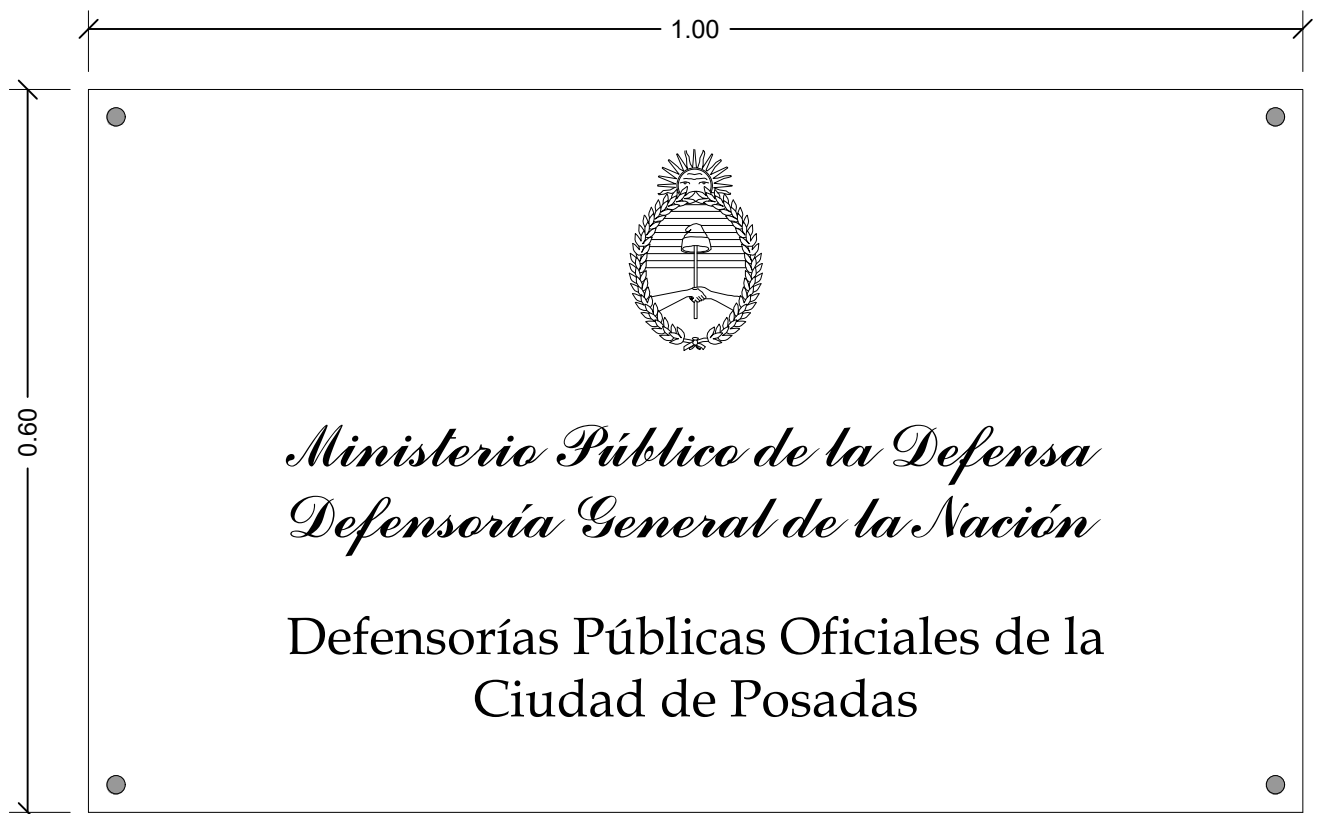 1.00
0.60
Ministerio Público de la Defensa
Defensoría General de la Nación
Defensorías Públicas Oficiales de la
Ciudad de Posadas